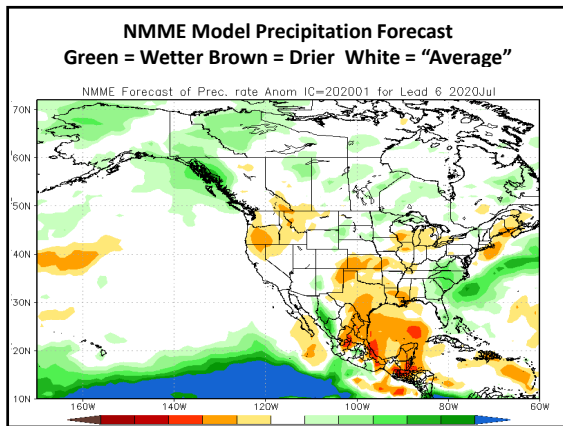 NMME Model Precipitation Forecast
Green = Wetter Brown = Drier White = “Average”
NMME Forecast of Prec. rate Anom IC=202001 for Lead 6 2020Jul
70N
60N
50N
40N
30N
20N
10N
160W 140W 120W 100W 80W 60W